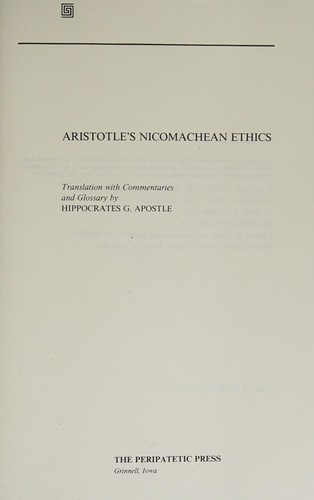 ARISTOTLE'S NICOMACHEAN ETHICS
Translation with Commentaries
and Glossary by
HIPPOCRATES G. APOSTLE
THE PERIPATETIC PRESS
Grinnell, Iowa